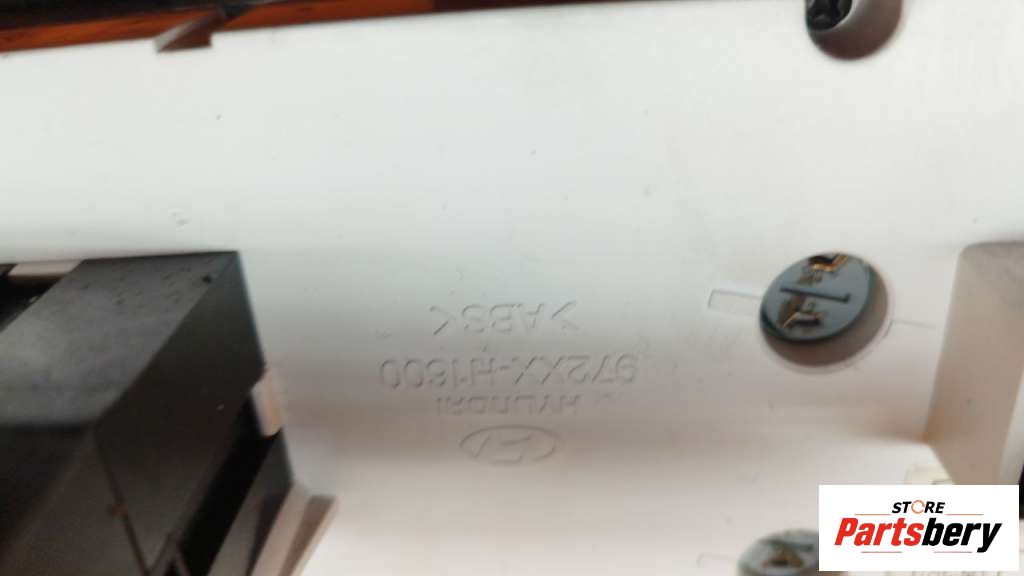 HYUNDAI
972XX-H1600
>ABS<
STORE
Partsbery